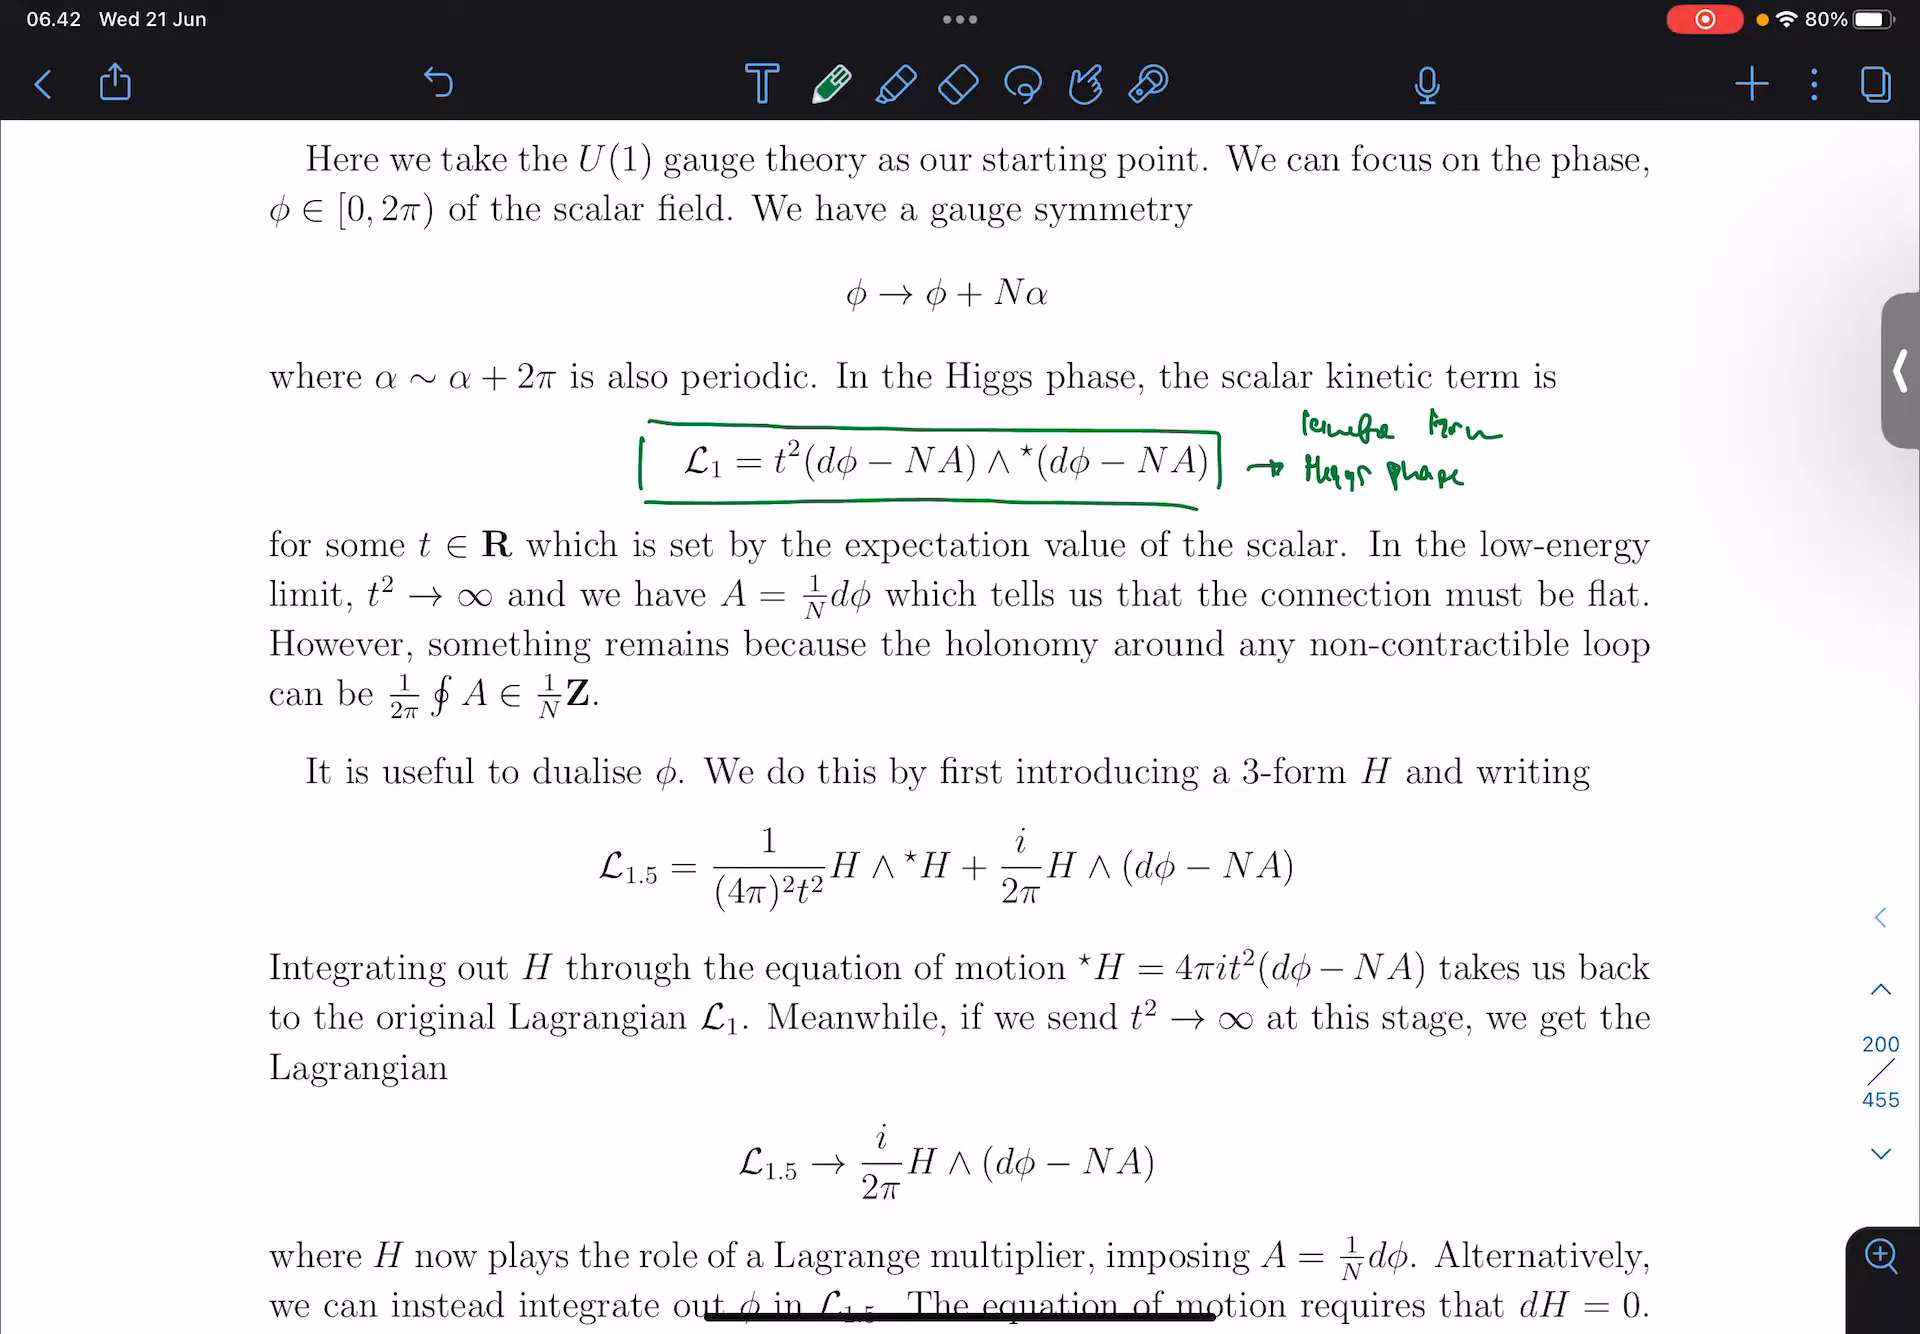 06.42 Wed 21 Jun
80%
Here we take the U(1) gauge theory as our starting point. We can focus on the phase,
ϕ ∈ [0, 2π) of the scalar field. We have a gauge symmetry
ϕ → ϕ + Nα
where α ∼ α + 2π is also periodic. In the Higgs phase, the scalar kinetic term is
ℒ₁ = t²(dϕ − NA) ∧ ⋆(dϕ − NA)
→ Higgs phase
for some t ∈ R which is set by the expectation value of the scalar. In the low-energy
limit, t² → ∞ and we have A = 1/N dϕ which tells us that the connection must be flat.
However, something remains because the holonomy around any non-contractible loop
can be 1/2π ∮ A ∈ 1/N Z.
It is useful to dualise ϕ. We do this by first introducing a 3-form H and writing
ℒ₁.₅ = 1/(4π)²t² H ∧ ⋆H + i/2π H ∧ (dϕ − NA)
Integrating out H through the equation of motion ⋆H = 4πit²(dϕ − NA) takes us back
to the original Lagrangian ℒ₁. Meanwhile, if we send t² → ∞ at this stage, we get the
Lagrangian
ℒ₁.₅ → i/2π H ∧ (dϕ − NA)
where H now plays the role of a Lagrange multiplier, imposing A = 1/N dϕ. Alternatively,
we can instead integrate out ϕ in ℒ₁.₅. The equation of motion requires that dH = 0.
200
/
455